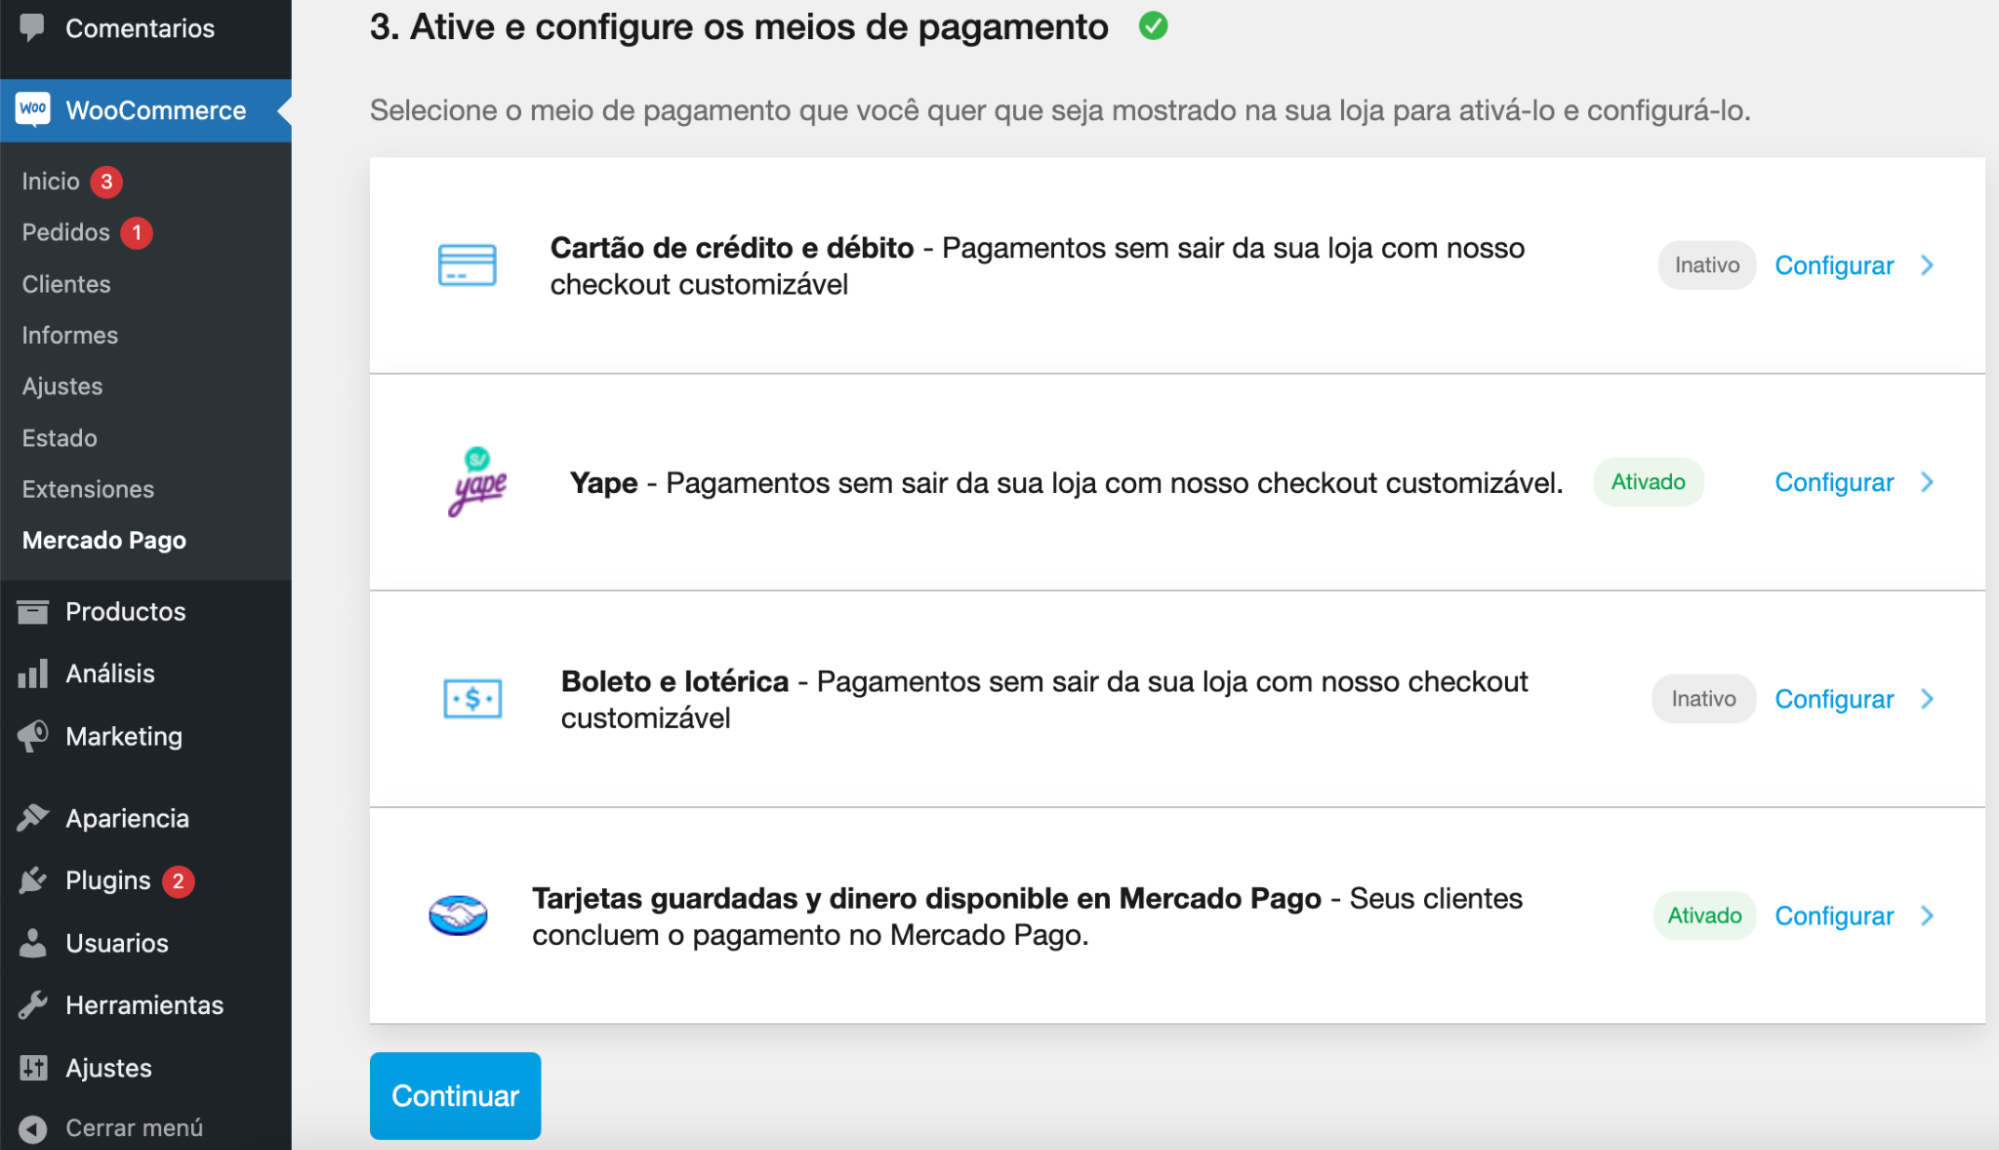 Comentarios
WOO WooCommerce
Inicio 3
Pedidos 1
Clientes
Informes
Ajustes
Estado
Extensiones
Mercado Pago
Productos
Análisis
Marketing
Apariencia
Plugins 2
Usuarios
Herramientas
Ajustes
Cerrar menú
3. Ative e configure os meios de pagamento
Selecione o meio de pagamento que você quer que seja mostrado na sua loja para ativá-lo e configurá-lo.
Cartão de crédito e débito - Pagamentos sem sair da sua loja com nosso
checkout customizável
Inativo Configurar
S/
yape
Yape - Pagamentos sem sair da sua loja com nosso checkout customizável.
Ativado Configurar
$
Boleto e lotérica - Pagamentos sem sair da sua loja com nosso checkout
customizável
Inativo Configurar
Tarjetas guardadas y dinero disponible en Mercado Pago - Seus clientes
concluem o pagamento no Mercado Pago.
Ativado Configurar
Continuar